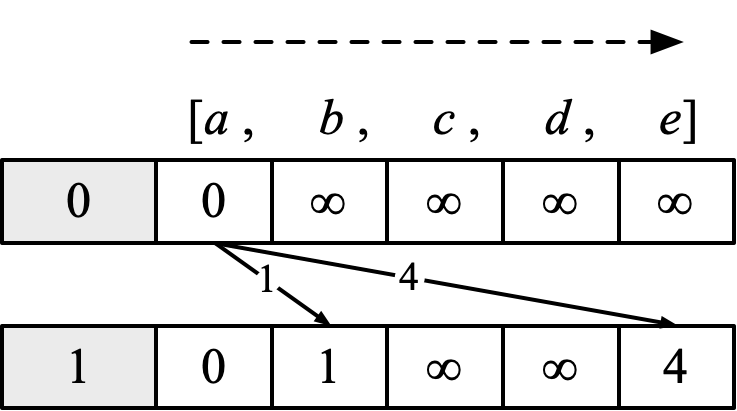 [a, b, c, d, e]
0 0 ∞ ∞ ∞ ∞
1 4
1 0 1 ∞ ∞ 4